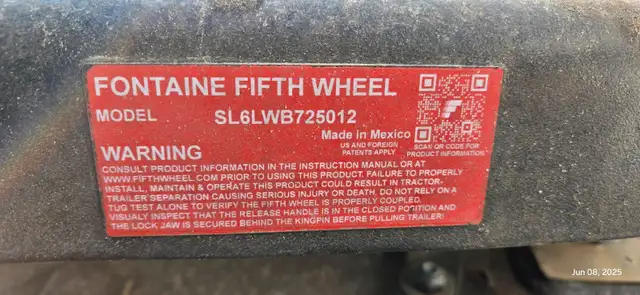 FONTAINE FIFTH WHEEL
MODEL SL6LWB725012
Made in Mexico
US AND FOREIGN
PATENTS APPLY
SCAN QR CODE FOR
PRODUCT INFORMATION
WARNING
CONSULT PRODUCT INFORMATION IN THE INSTRUCTION MANUAL OR AT
WWW.FIFTHWHEEL.COM PRIOR TO USING THIS PRODUCT. FAILURE TO PROPERLY
INSTALL, MAINTAIN & OPERATE THIS PRODUCT COULD RESULT IN TRACTOR-
TRAILER SEPARATION CAUSING SERIOUS INJURY OR DEATH. DO NOT RELY ON A
TUG TEST ALONE TO VERIFY THE FIFTH WHEEL IS PROPERLY COUPLED.
VISUALY INSPECT THAT THE RELEASE HANDLE IS IN THE CLOSED POSITION AND
THE LOCK JAW IS SECURED BEHIND THE KINGPIN BEFORE PULLING TRAILER!
Jun 08, 2025